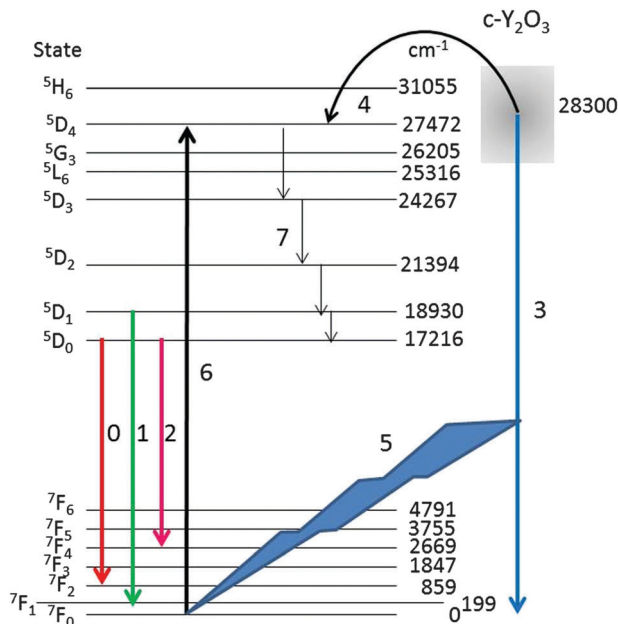 c-Y₂O₃
State cm⁻¹
⁵H₆ 31055
4 28300
⁵D₄ 27472
⁵G₃ 26205
⁵L₆ 25316
⁵D₃ 24267
7
⁵D₂ 21394
⁵D₁ 18930 3
⁵D₀ 17216
6
0 1 2 5
⁷F₆ 4791
⁷F₅ 3755
⁷F₄ 2669
⁷F₃ 1847
⁷F₂ 859
⁷F₁ 199
⁷F₀ 0